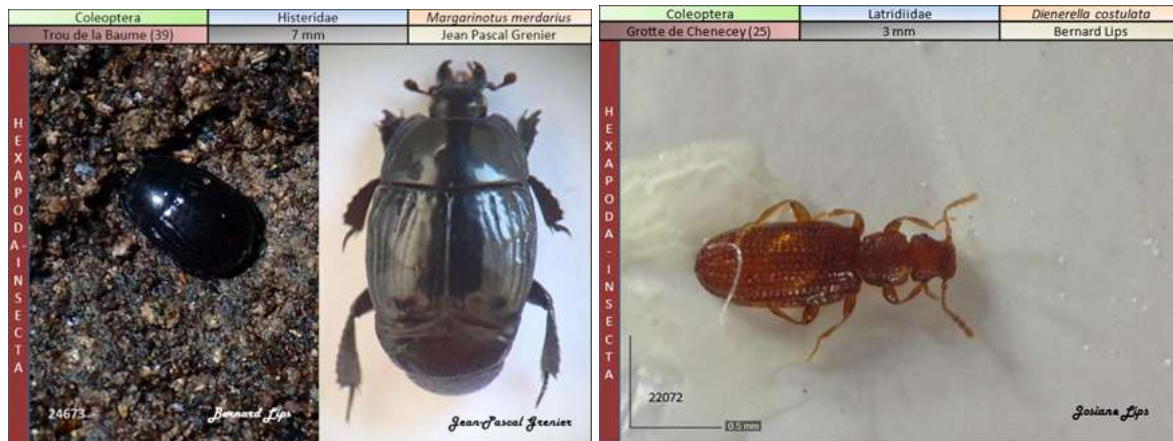 Coleoptera Histeridae Margarinotus merdarius
Trou de la Baume (39) 7 mm Jean Pascal Grenier
HEXAPODA-INSECTA
24673
Bernard Lips
Jean-Pascal Grenier
Coleoptera Latridiidae Dienerella costulata
Grotte de Chenecey (25) 3 mm Bernard Lips
HEXAPODA-INSECTA
22072
0.5 mm
Josiane Lips